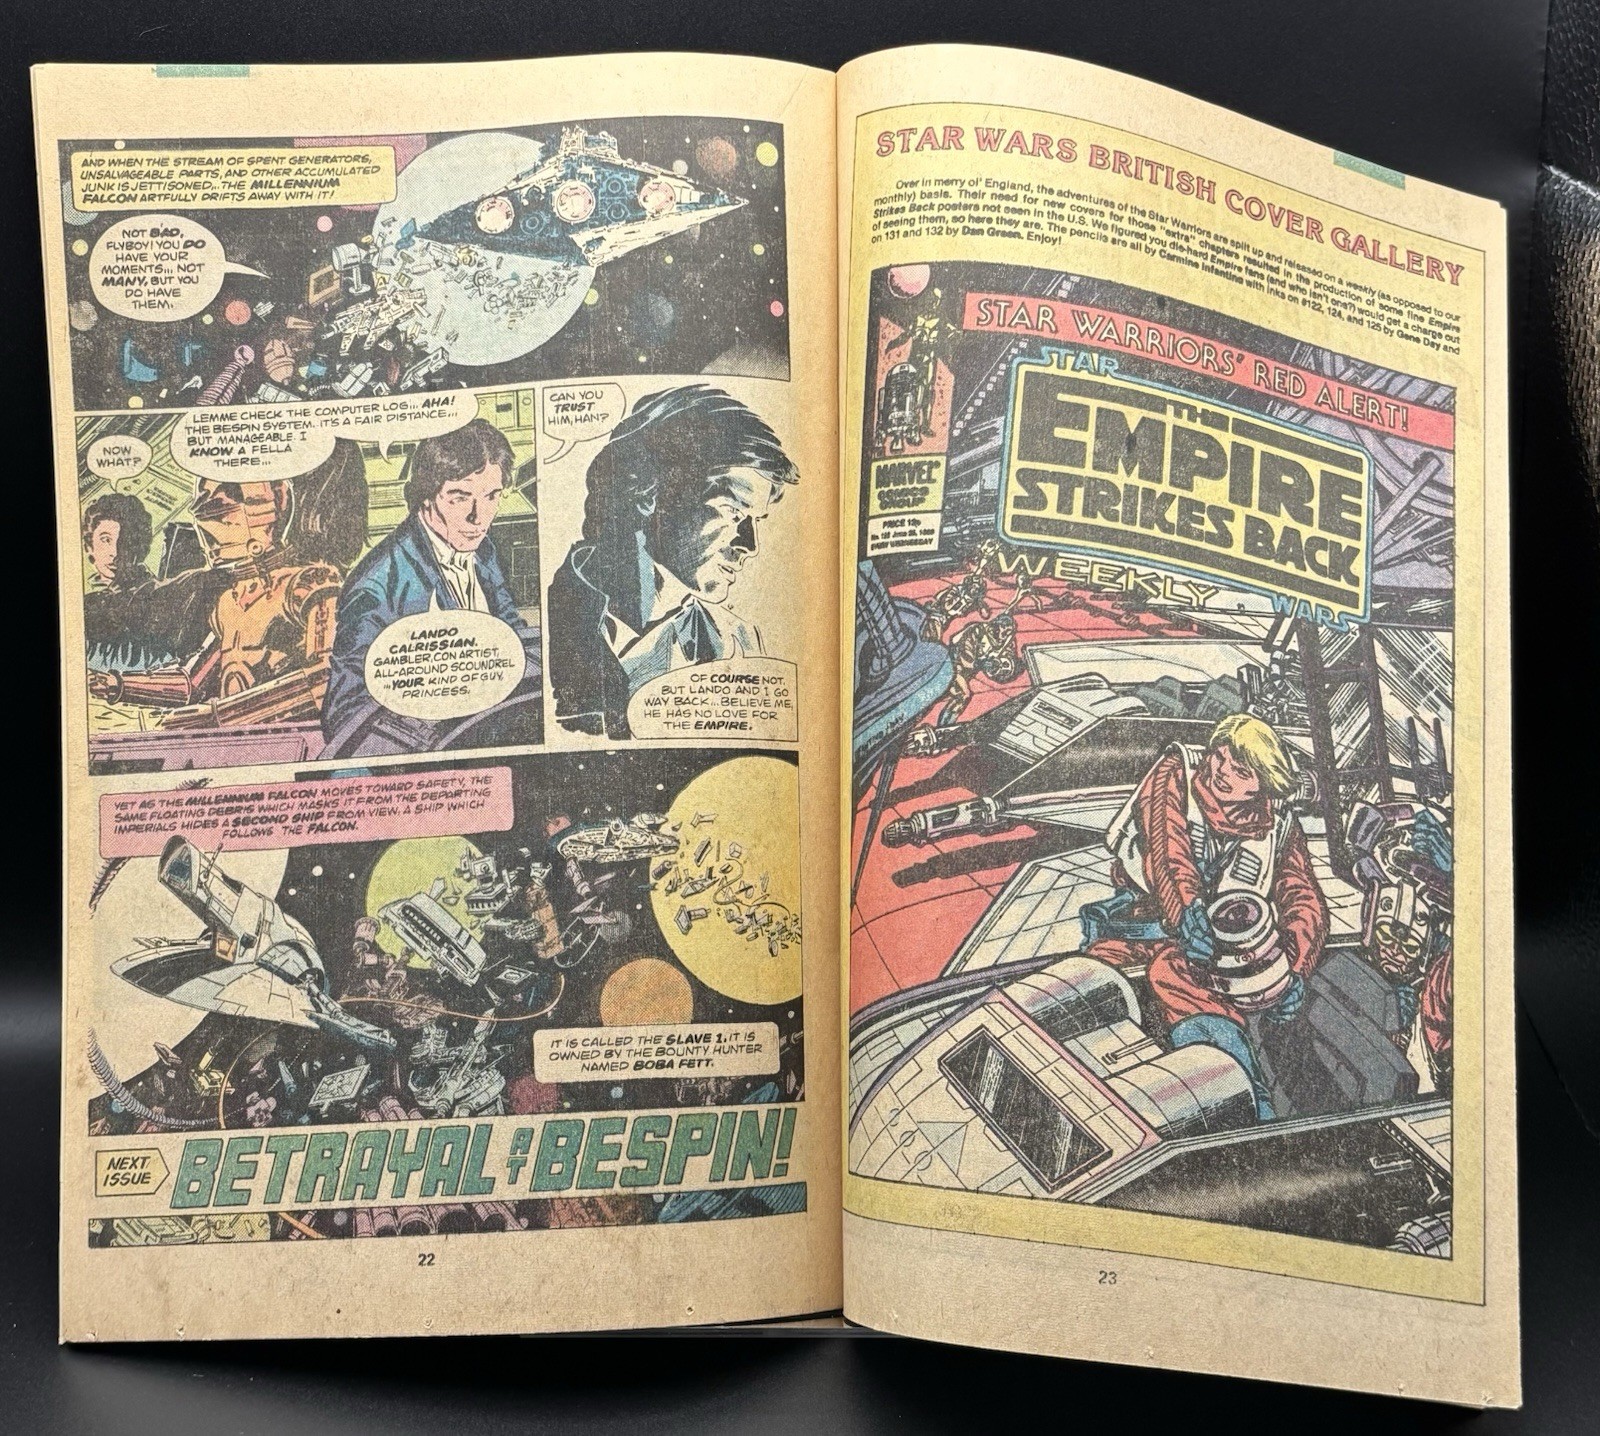 AND WHEN THE STREAM OF SPENT GENERATORS,
UNSALVAGEABLE PARTS, AND OTHER ACCUMULATED
JUNK IS JETTISONED... THE MILLENNIUM
FALCON ARTFULLY DRIFTS AWAY WITH IT!
NOT BAD,
FLYBOY! YOU DO
HAVE YOUR
MOMENTS... NOT
MANY, BUT YOU
DO HAVE
THEM.
NOW
WHAT?
LEMME CHECK THE COMPUTER LOG... AHA!
THE BESPIN SYSTEM. IT'S A FAIR DISTANCE...
BUT MANAGEABLE. I
KNOW A FELLA
THERE...
LANDO
CALRISSIAN.
GAMBLER, CON ARTIST,
ALL-AROUND SCOUNDREL
...YOUR KIND OF GUY,
PRINCESS.
CAN YOU
TRUST
HIM, HAN?
OF COURSE NOT.
BUT LANDO AND I GO
WAY BACK... BELIEVE ME,
HE HAS NO LOVE FOR
THE EMPIRE.
YET AS THE MILLENNIUM FALCON MOVES TOWARD SAFETY, THE
SAME FLOATING DEBRIS WHICH MASKS IT FROM THE DEPARTING
IMPERIALS HIDES A SECOND SHIP FROM VIEW. A SHIP WHICH
FOLLOWS THE FALCON.
IT IS CALLED THE SLAVE 1. IT IS
OWNED BY THE BOUNTY HUNTER
NAMED BOBA FETT.
NEXT
ISSUE
BETRAYAL AT BESPIN!
22
STAR WARS BRITISH COVER GALLERY
Over in merry ol' England, the adventures of the Star Warriors are split up and released on a weekly (as opposed to our
monthly) basis. Their need for new covers for those "extra" chapters resulted in the production of some fine Empire
Strikes Back posters not seen in the U.S. We figured you die-hard Empire fans (and who isn't one?) would get a charge out
of seeing them, so here they are. The pencils are all by Carmine Infantino with inks on #122, 124, and 125 by Gene Day and
on 131 and 132 by Dan Green. Enjoy!
STAR WARRIORS' RED ALERT!
STAR
THE
EMPIRE
STRIKES BACK
WEEKLY
WARS
MARVEL
COMICS
GROUP
PRICE 12p
EVERY WEDNESDAY
23